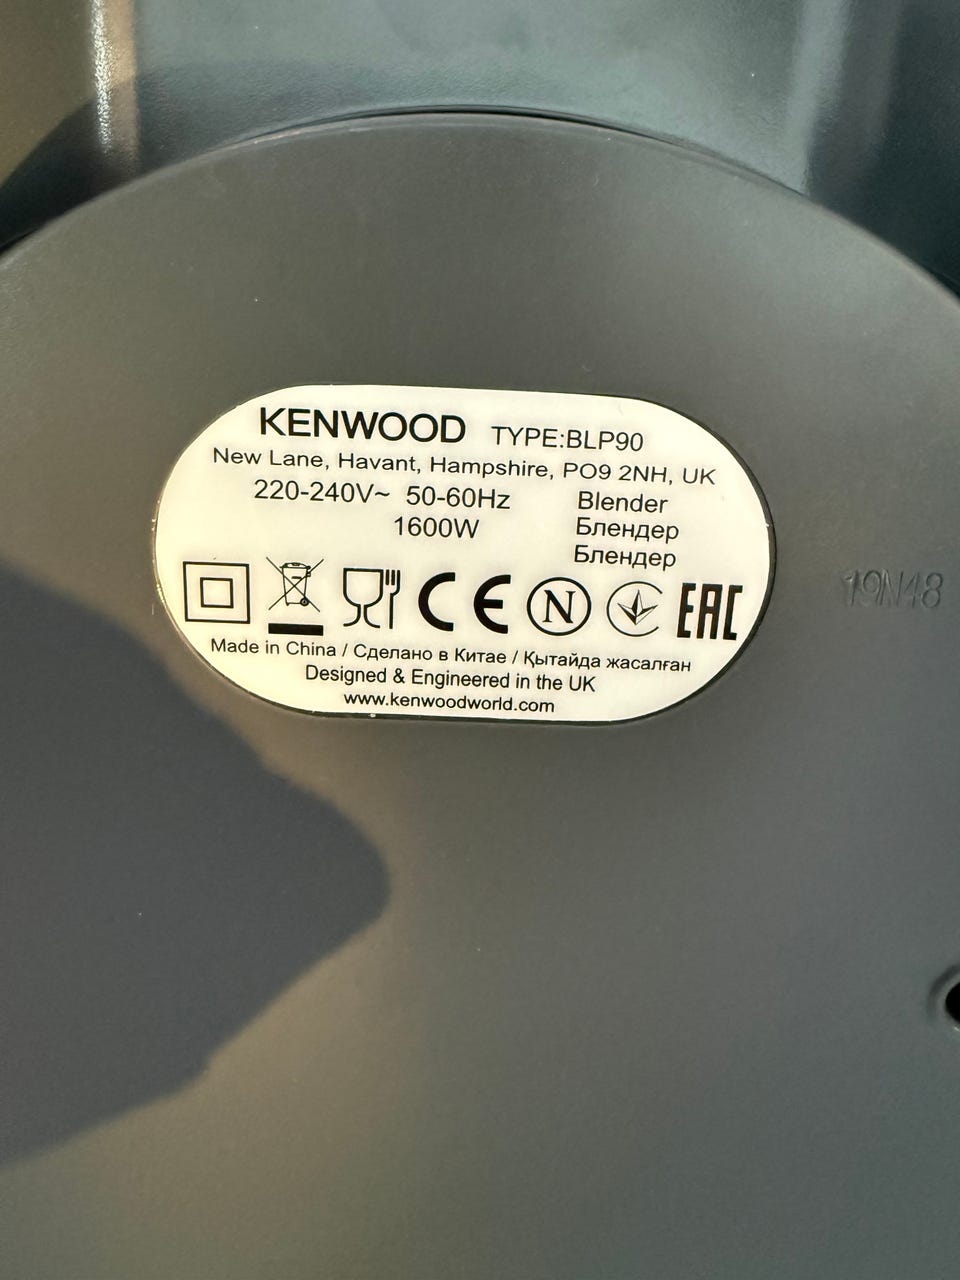 KENWOOD TYPE:BLP90
New Lane, Havant, Hampshire, PO9 2NH, UK
220-240V~ 50-60Hz Blender
1600W Блендер
Блендер
CE N EAC
Made in China / Сделано в Китае / Қытайда жасалған
Designed & Engineered in the UK
www.kenwoodworld.com
19N48